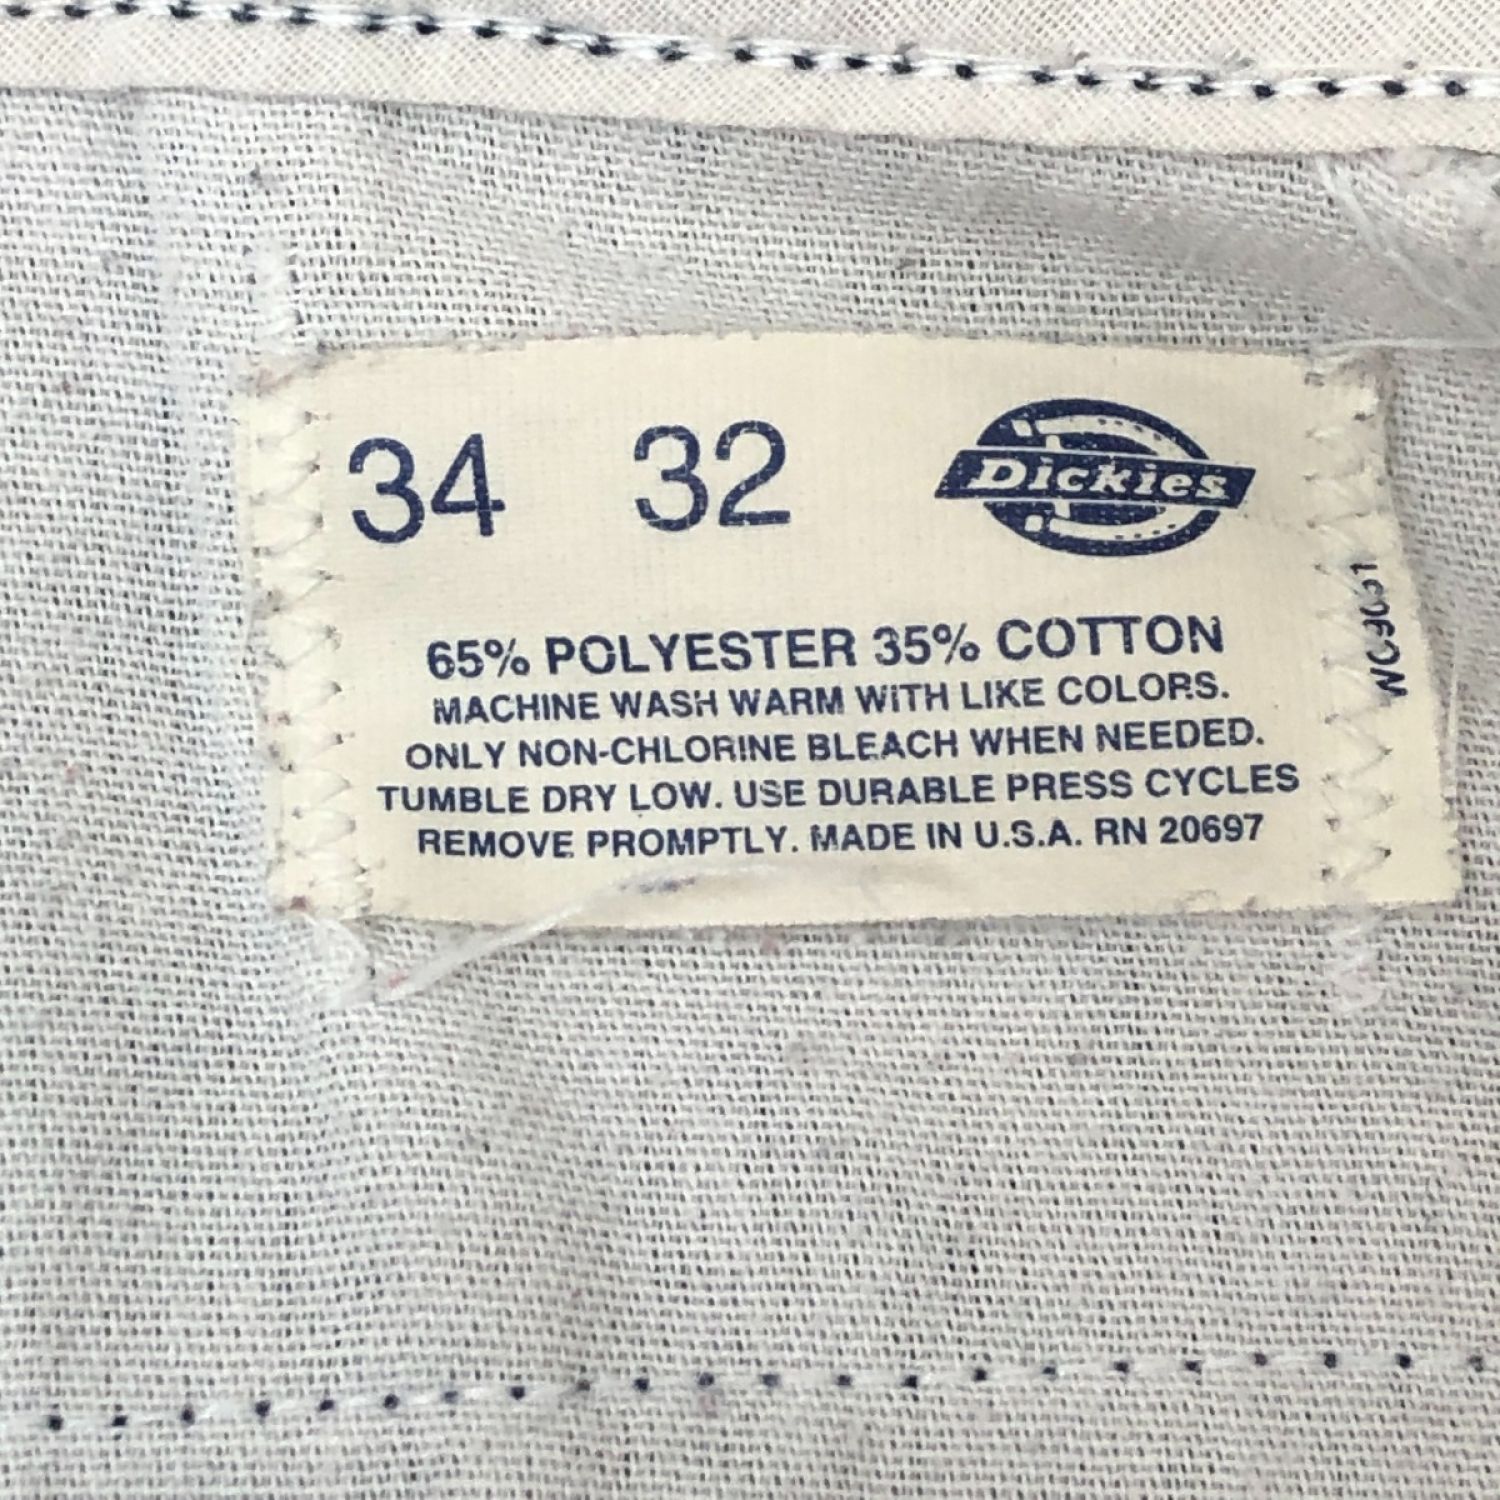 34 32 Dickies
65% POLYESTER 35% COTTON
MACHINE WASH WARM WITH LIKE COLORS.
ONLY NON-CHLORINE BLEACH WHEN NEEDED.
TUMBLE DRY LOW. USE DURABLE PRESS CYCLES
REMOVE PROMPTLY. MADE IN U.S.A. RN 20697